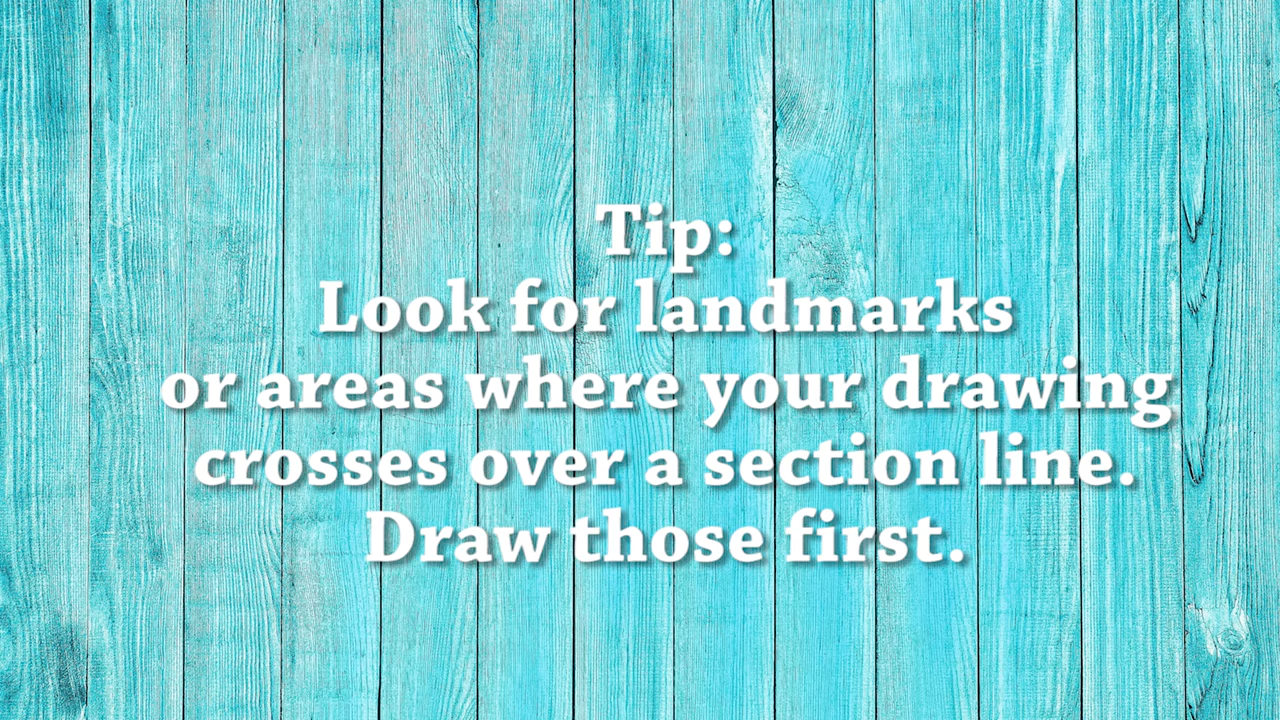 Tip:
Look for landmarks
or areas where your drawing
crosses over a section line.
Draw those first.